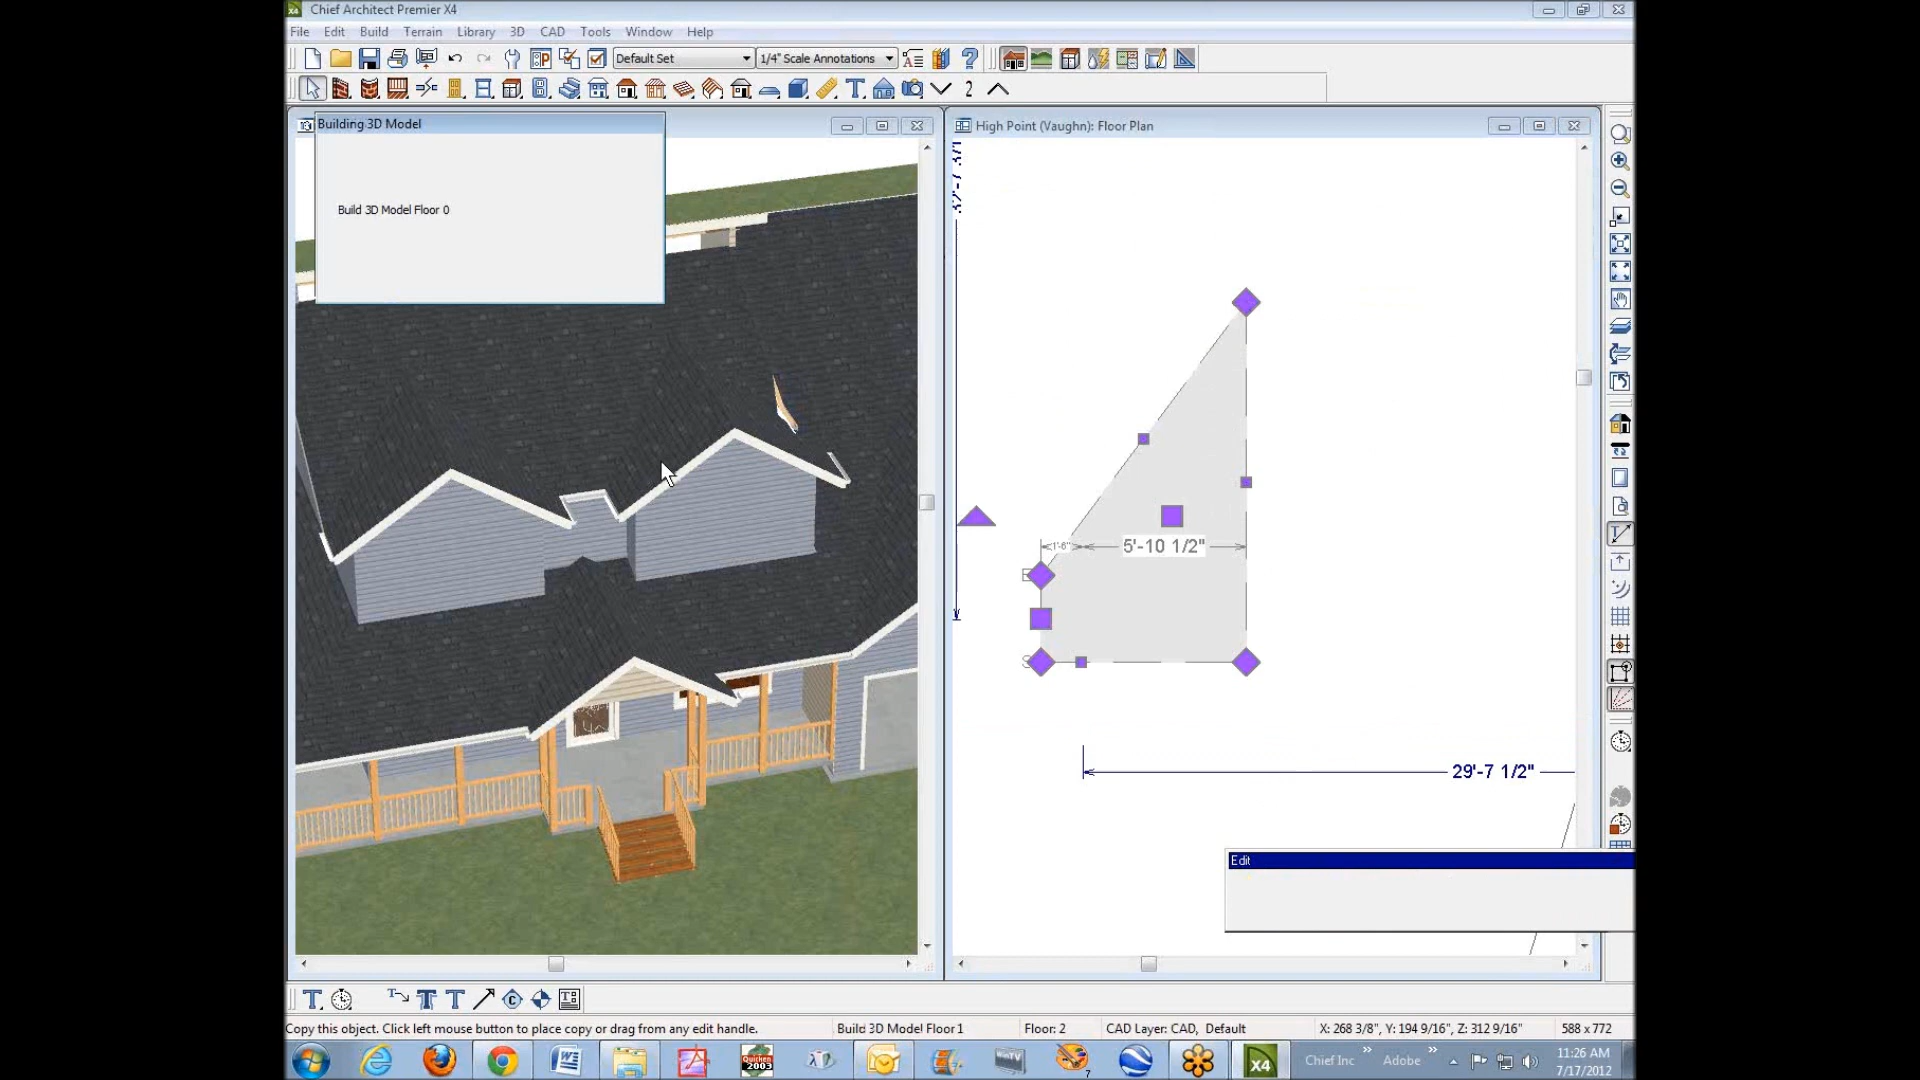 Chief Architect Premier X4
File Edit Build Terrain Library 3D CAD Tools Window Help
Default Set 1/4" Scale Annotations
2
Building 3D Model
Build 3D Model Floor 0
High Point (Vaughn): Floor Plan
1'-6" 5'-10 1/2"
29'-7 1/2"
Edit
Copy this object. Click left mouse button to place copy or drag from any edit handle. Build 3D Model Floor 1 Floor: 2 CAD Layer: CAD, Default X: 268 3/8", Y: 194 9/16", Z: 312 9/16" 588 x 772
Chief Inc » Adobe » 11:26 AM
7/17/2012